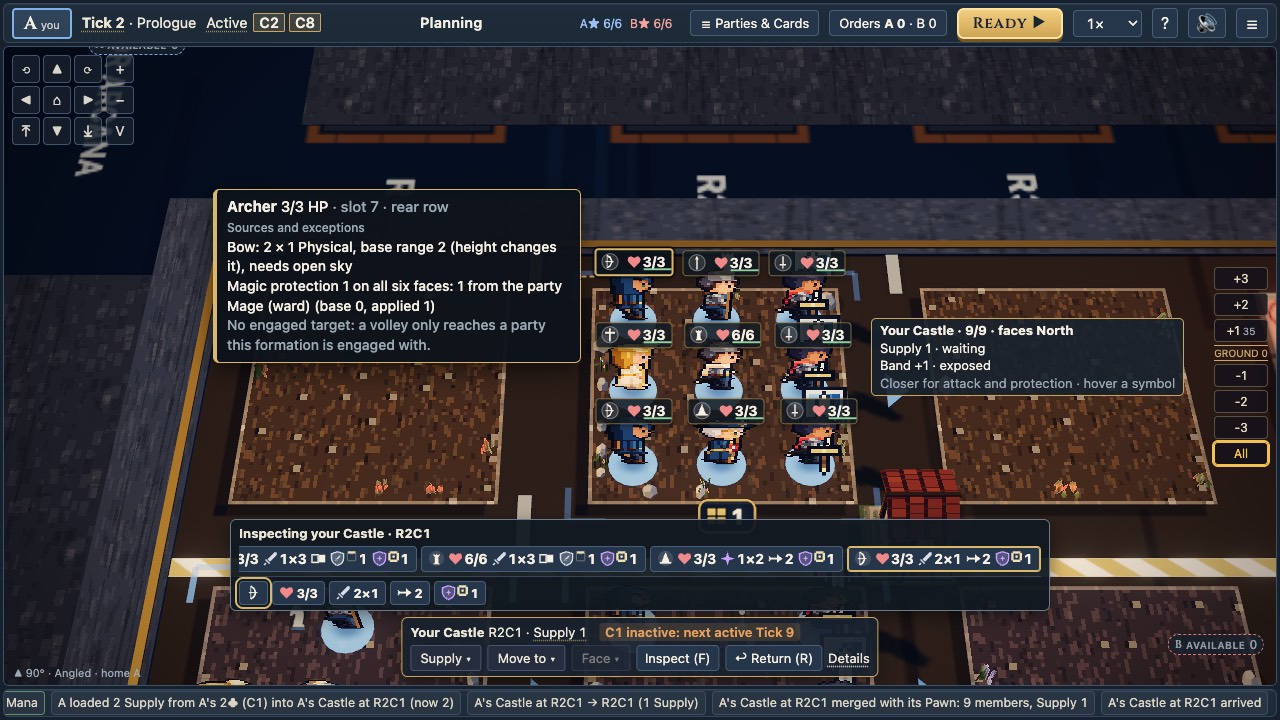 A you
Tick 2 · Prologue
Active C2 C8
Planning
A★ 6/6 B★ 6/6
≡ Parties & Cards
Orders A 0 · B 0
READY ▶
1×
?
V
Archer 3/3 HP · slot 7 · rear row
Sources and exceptions
Bow: 2 × 1 Physical, base range 2 (height changes
it), needs open sky
Magic protection 1 on all six faces: 1 from the party
Mage (ward) (base 0, applied 1)
No engaged target: a volley only reaches a party
this formation is engaged with.
3/3 3/3 3/3
3/3 6/6 3/3
3/3 3/3 3/3
Your Castle · 9/9 · faces North
Supply 1 · waiting
Band +1 · exposed
Closer for attack and protection · hover a symbol
+3
+2
+1 35
GROUND 0
-1
-2
-3
All
1
Inspecting your Castle · R2C1
3/3 1×3 1 1 6/6 1×3 1 1 3/3 1×2 2 1 3/3 2×1 2 1
3/3 2×1 2 1
Your Castle R2C1 · Supply 1 C1 inactive: next active Tick 9
Supply ▾ Move to ▾ Face ▾ Inspect (F) ↩ Return (R) Details
B AVAILABLE 0
▲ 90° · Angled · home A
Mana
A loaded 2 Supply from A's 2♣ (C1) into A's Castle at R2C1 (now 2)
A's Castle at R2C1 → R2C1 (1 Supply)
A's Castle at R2C1 merged with its Pawn: 9 members, Supply 1
A's Castle at R2C1 arrived